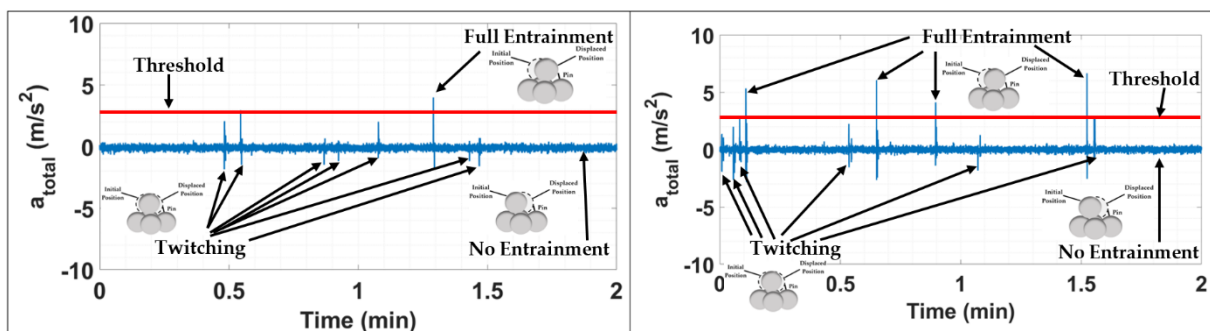 10
5
0
-5
-10
a_total (m/s²)
Threshold
Full Entrainment
Initial
Position
Displaced
Position
Pin
Initial
Position
Displaced
Position
Pin
Initial
Position
Displaced
Position
Pin
Twitching
No Entrainment
0
0.5
1
1.5
2
Time (min)
10
5
0
-5
-10
a_total (m/s²)
Full Entrainment
Initial
Position
Displaced
Position
Pin
Threshold
Initial
Position
Displaced
Position
Pin
Twitching
No Entrainment
Initial
Position
Displaced
Position
Pin
0
0.5
1
1.5
2
Time (min)